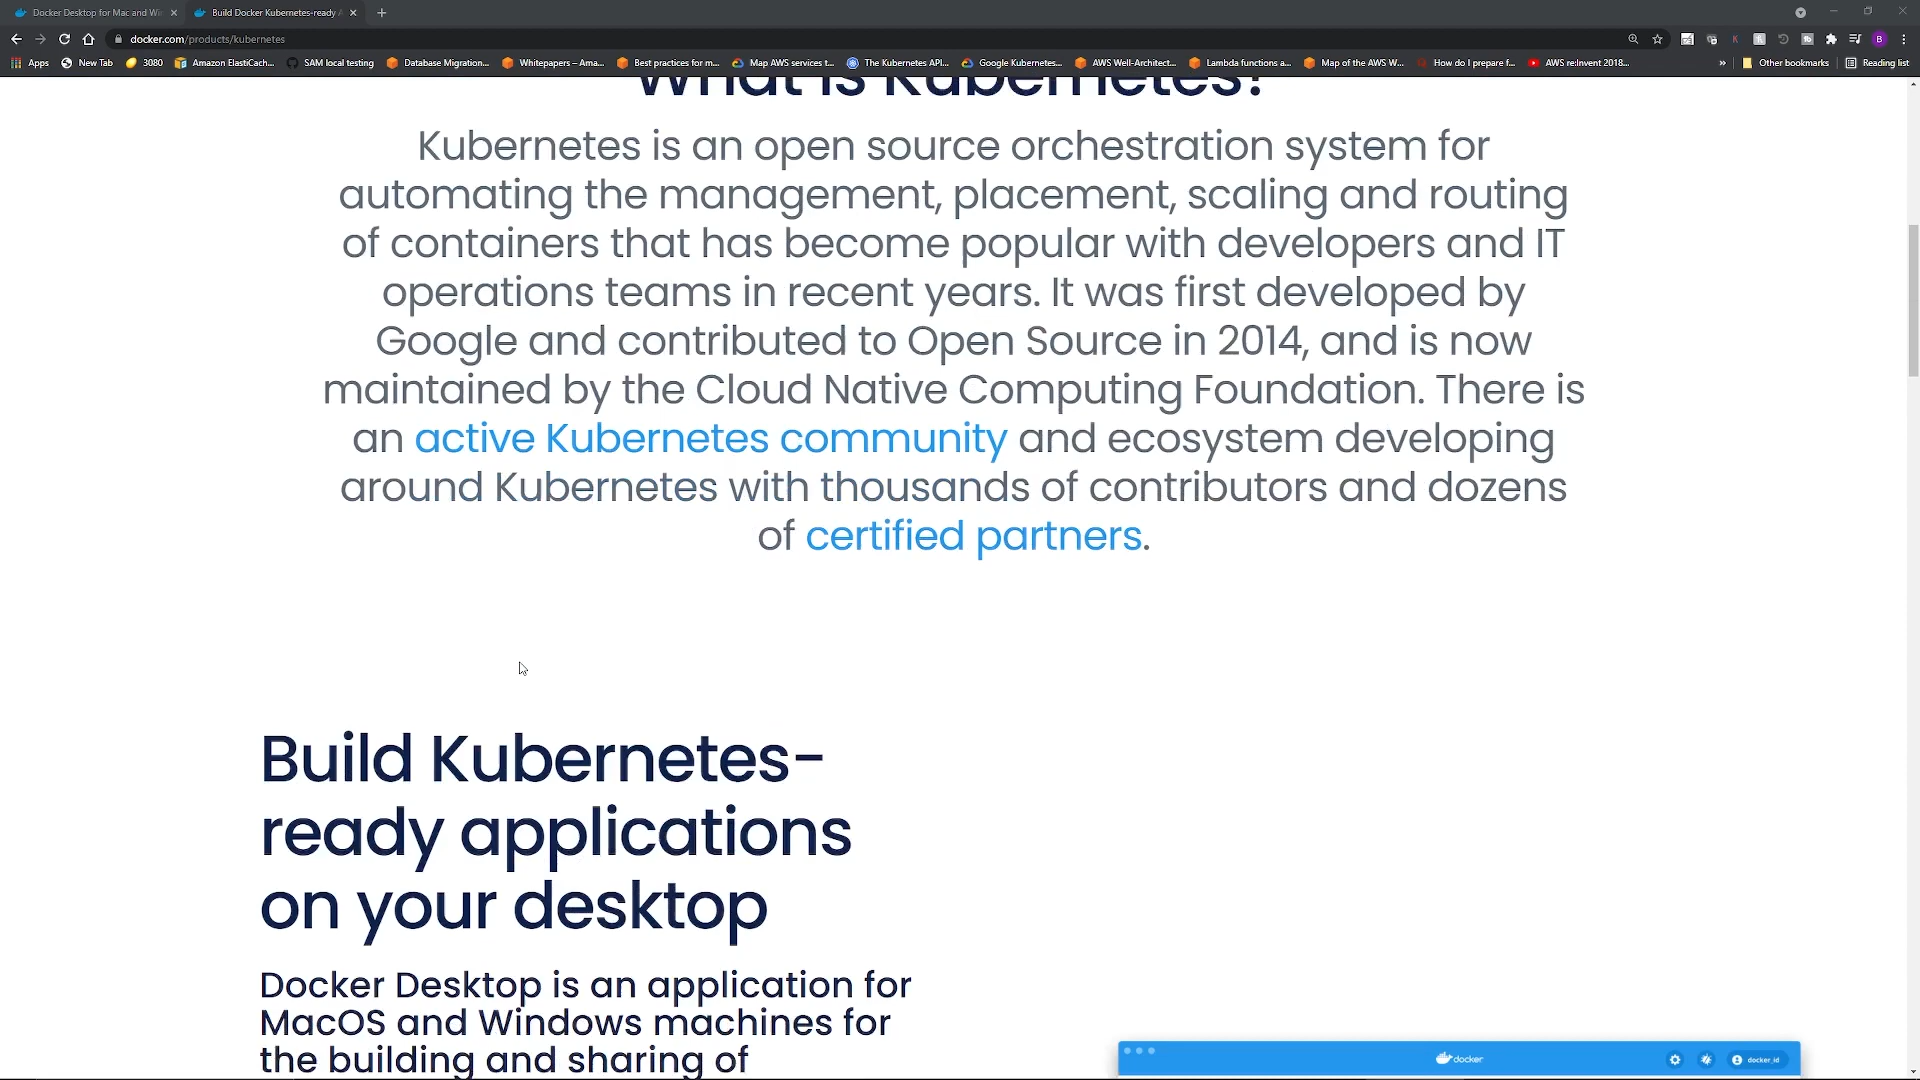 Docker Desktop for Mac and Wi
Build Docker Kubernetes-ready A
docker.com/products/kubernetes
Apps
New Tab
3080
Amazon ElastiCach...
SAM local testing
Database Migration...
Whitepapers – Ama...
Best practices for m...
Map AWS services t...
The Kubernetes API...
Google Kubernetes...
AWS Well-Architect...
Lambda functions a...
Map of the AWS W...
How do I prepare f...
AWS re:Invent 2018...
»
Other bookmarks
Reading list
What is Kubernetes?
Kubernetes is an open source orchestration system for
automating the management, placement, scaling and routing
of containers that has become popular with developers and IT
operations teams in recent years. It was first developed by
Google and contributed to Open Source in 2014, and is now
maintained by the Cloud Native Computing Foundation. There is
an active Kubernetes community and ecosystem developing
around Kubernetes with thousands of contributors and dozens
of certified partners.
Build Kubernetes-
ready applications
on your desktop
Docker Desktop is an application for
MacOS and Windows machines for
the building and sharing of
docker
docker_id